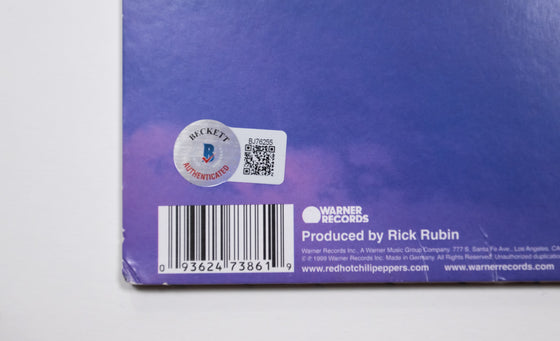 BECKETT
B
AUTHENTICATED
BJ76255
WARNER
RECORDS
Produced by Rick Rubin
Warner Records Inc., A Warner Music Group Company, 777 S. Santa Fe Ave., Los Angeles, CA
1999 Warner Records Inc. Made in Germany. All Rights Reserved. Unauthorized duplication
www.redhotchilipeppers.com www.warnerrecords.com
0 93624 73861 9